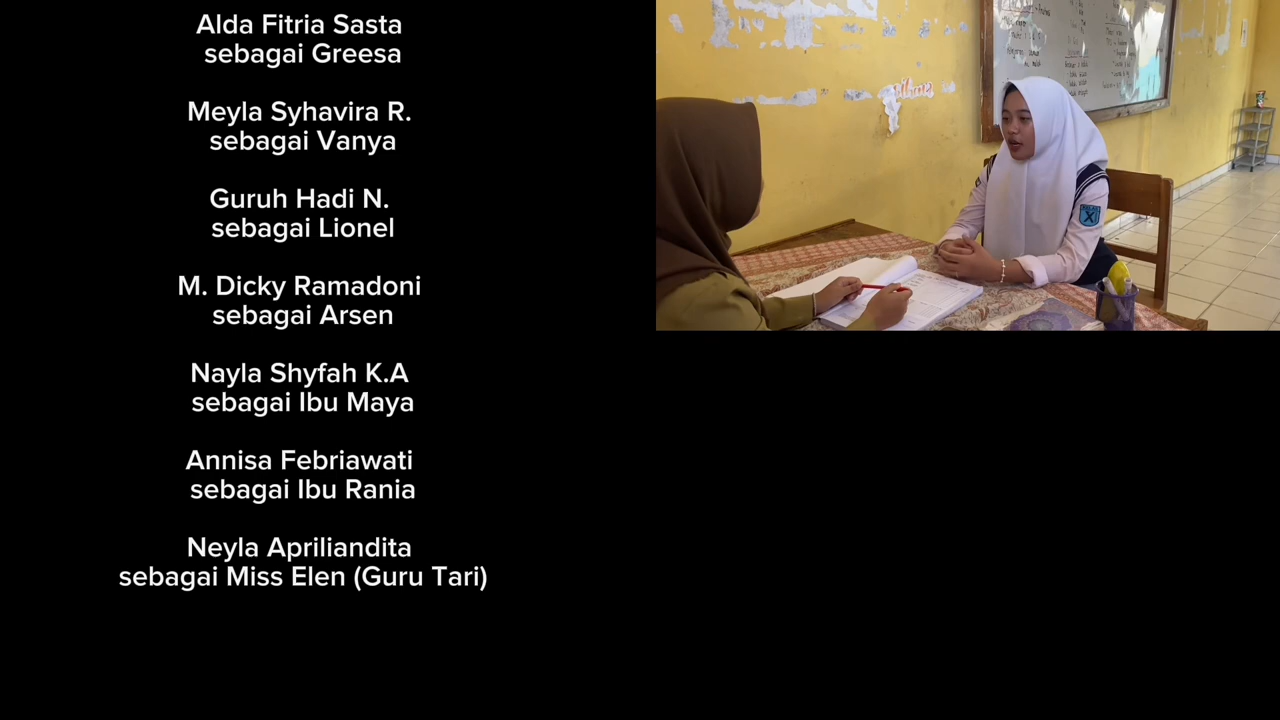 Alda Fitria Sasta
sebagai Greesa
Meyla Syhavira R.
sebagai Vanya
Guruh Hadi N.
sebagai Lionel
M. Dicky Ramadoni
sebagai Arsen
Nayla Shyfah K.A
sebagai Ibu Maya
Annisa Febriawati
sebagai Ibu Rania
Neyla Apriliandita
sebagai Miss Elen (Guru Tari)
X